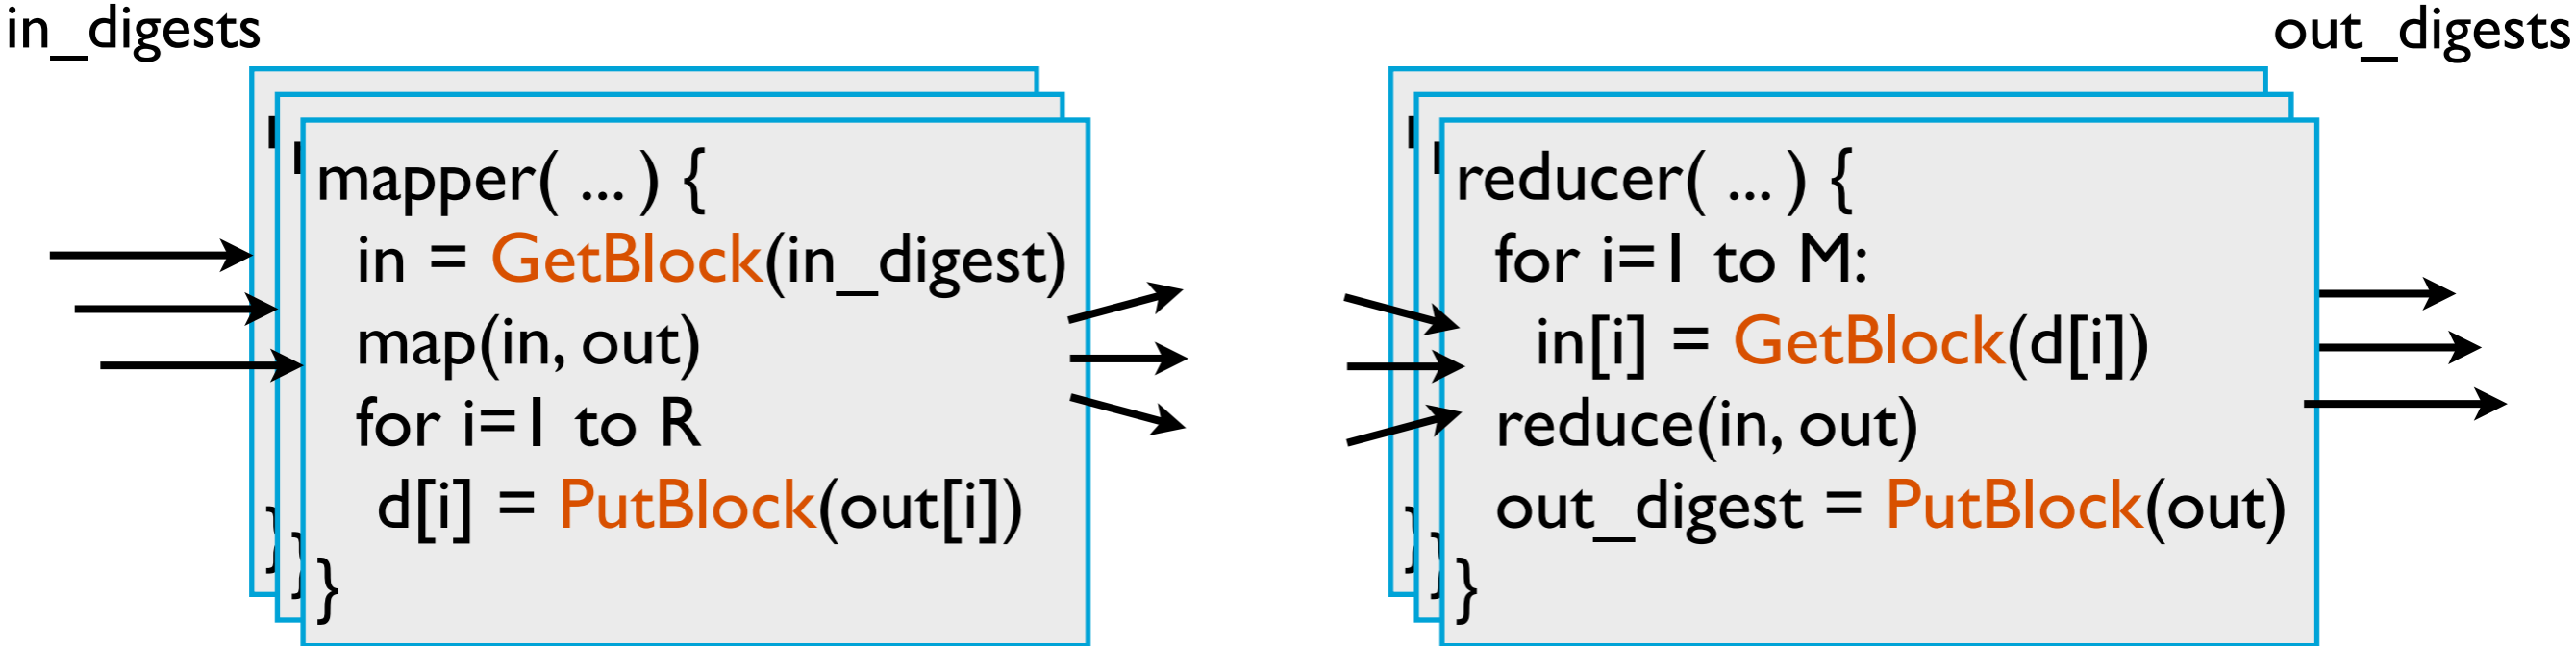 in_digests
out_digests
mapper( ... ) {
in = GetBlock(in_digest)
map(in, out)
for i=1 to R
d[i] = PutBlock(out[i])
}
reducer( ... ) {
for i=1 to M:
in[i] = GetBlock(d[i])
reduce(in, out)
out_digest = PutBlock(out)
}